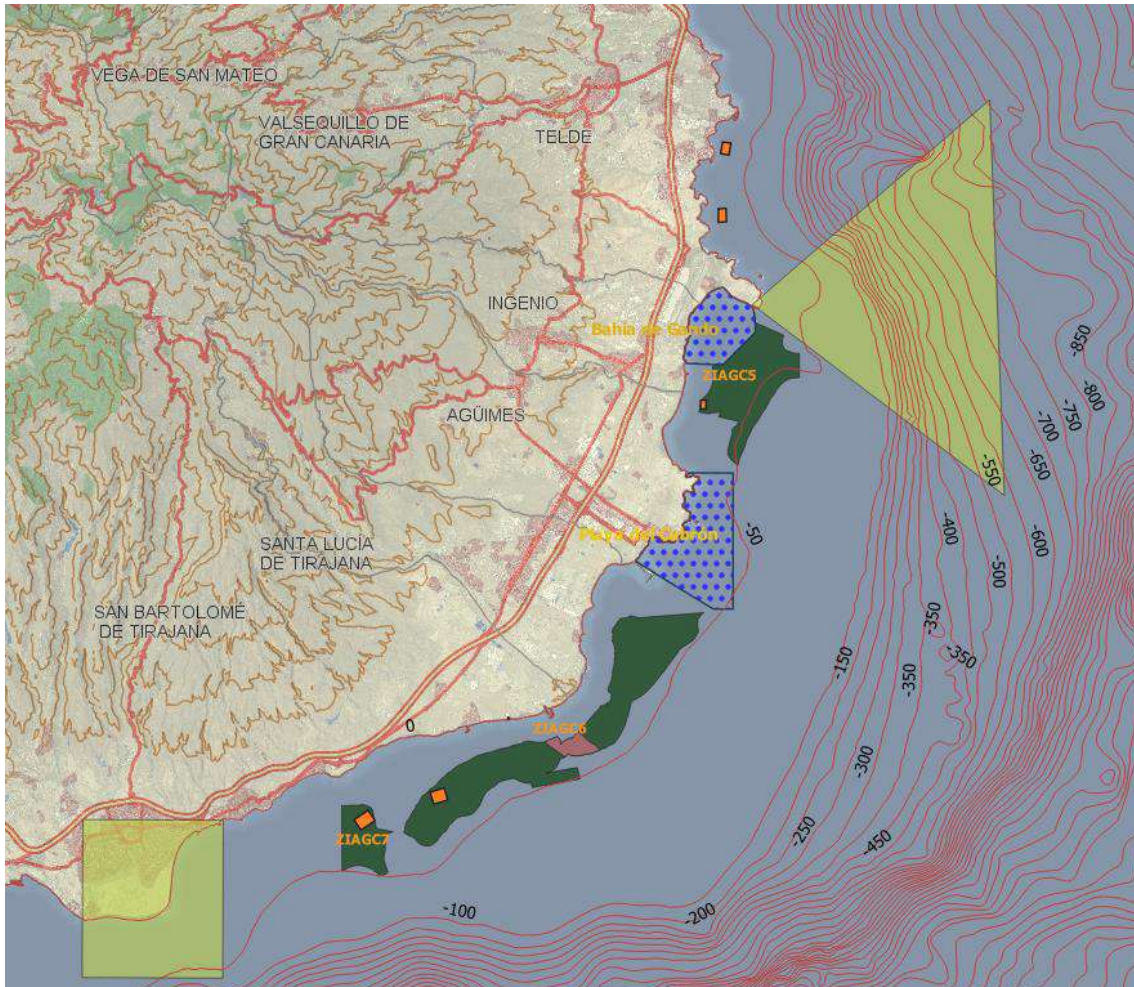 VEGA DE SAN MATEO
VALSEQUILLO DE
GRAN CANARIA
TELDE
INGENIO
Bahía de Gando
ZIAGC5
AGÜIMES
-850
-800
-750
-700
-650
-550
-50
-400
-600
-500
Playa del Cabrón
SANTA LUCÍA
DE TIRAJANA
SAN BARTOLOMÉ
DE TIRAJANA
-350
-350
-150
-350
ZIAGC6
0
-300
-250
-450
ZIAGC7
-100
-200